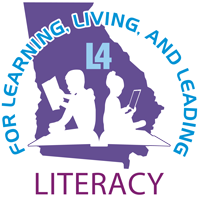 FOR LEARNING, LIVING, AND LEADING
L4
LITERACY